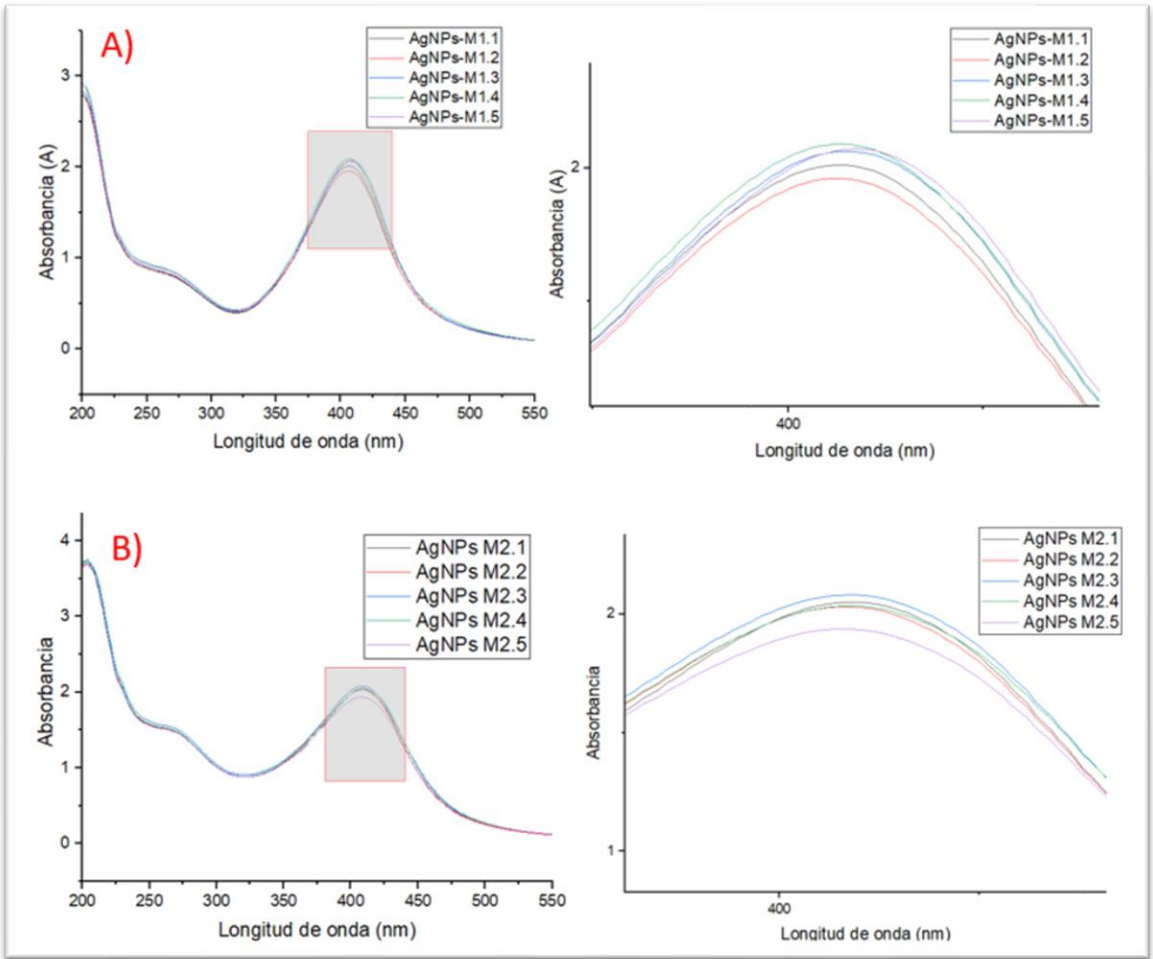 A)
AgNPs-M1.1
AgNPs-M1.2
AgNPs-M1.3
AgNPs-M1.4
AgNPs-M1.5
3
2
1
0
Absorbancia (A)
200 250 300 350 400 450 500 550
Longitud de onda (nm)
AgNPs-M1.1
AgNPs-M1.2
AgNPs-M1.3
AgNPs-M1.4
AgNPs-M1.5
2
Absorbancia (A)
400
Longitud de onda (nm)
B)
AgNPs M2.1
AgNPs M2.2
AgNPs M2.3
AgNPs M2.4
AgNPs M2.5
4
3
2
1
0
Absorbancia
200 250 300 350 400 450 500 550
Longitud de onda (nm)
AgNPs M2.1
AgNPs M2.2
AgNPs M2.3
AgNPs M2.4
AgNPs M2.5
2
1
Absorbancia
400
Longitud de onda (nm)